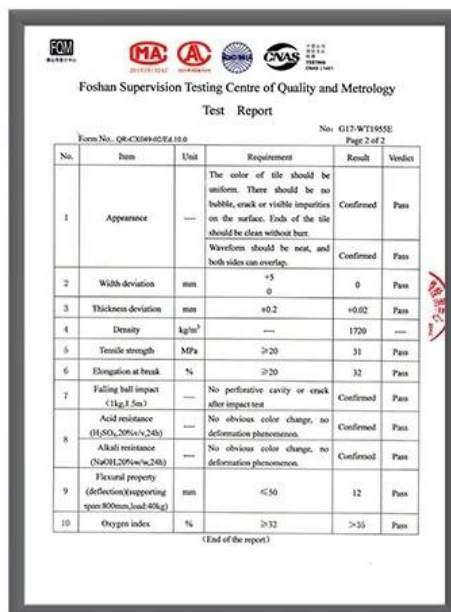 FQM
MA
AL
CNAS
TESTING
Foshan Supervision Testing Centre of Quality and Metrology
Test Report
No: G17-WT1955E
Form No. QR-CX049-02/Ed.10.0
Page 2 of 2
No. Item Unit Requirement Result Verdict
1 Appearance ---- The color of tile should be uniform. There should be no bubble, crack or visible impurities on the surface. Ends of the tile should be clean without burr. Confirmed Pass
Waveform should be neat, and both sides can overlap. Confirmed Pass
2 Width deviation mm +5 0 0 Pass
3 Thickness deviation mm ±0.2 +0.02 Pass
4 Density kg/m³ ---- 1720 ----
5 Tensile strength MPa ≥20 31 Pass
6 Elongation at break % ≥20 32 Pass
7 Falling ball impact (1kg,1.5m) ---- No perforative cavity or crack after impact test Confirmed Pass
8 Acid resistance (H₂SO₄,20%v/v,24h) ---- No obvious color change, no deformation phenomenon. Confirmed Pass
Alkali resistance (NaOH,20%w/w,24h) ---- No obvious color change, no deformation phenomenon. Confirmed Pass
9 Flexural property (deflection)(supporting span:800mm,load:40kg) mm ≤50 12 Pass
10 Oxygen index % ≥32 >35 Pass
(End of the report)